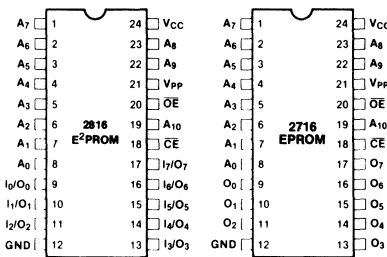 A7 1 24 VCC
A6 2 23 A8
A5 3 22 A9
A4 4 21 VPP
A3 5 20 OE
A2 6 19 A10
A1 7 18 CE
A0 8 17 I7/O7
I0/O0 9 16 I6/O6
I1/O1 10 15 I5/O5
I2/O2 11 14 I4/O4
GND 12 13 I3/O3
2816
E²PROM
A7 1 24 VCC
A6 2 23 A8
A5 3 22 A9
A4 4 21 VPP
A3 5 20 OE
A2 6 19 A10
A1 7 18 CE
A0 8 17 O7
O0 9 16 O6
O1 10 15 O5
O2 11 14 O4
GND 12 13 O3
2716
EPROM